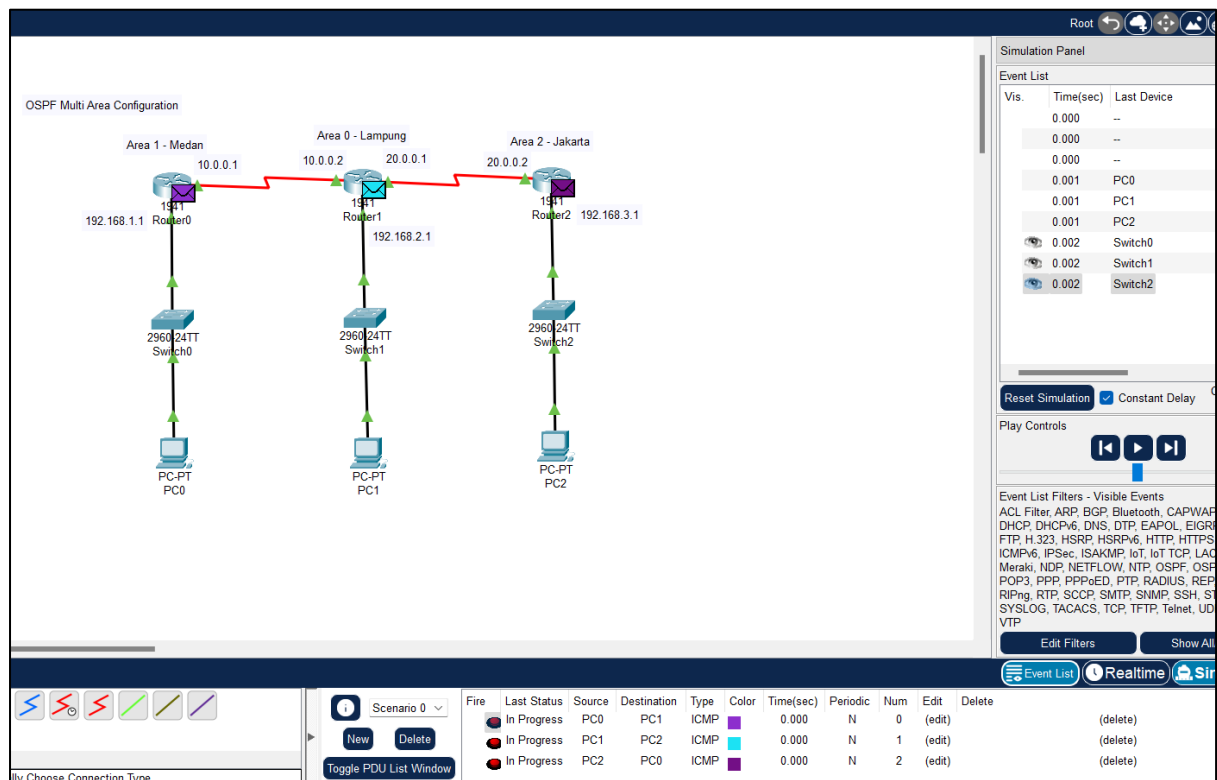 Root
Simulation Panel
Event List
Vis. Time(sec) Last Device
0.000 --
0.000 --
0.000 --
0.001 PC0
0.001 PC1
0.001 PC2
0.002 Switch0
0.002 Switch1
0.002 Switch2
Reset Simulation Constant Delay
Play Controls
Event List Filters - Visible Events
ACL Filter, ARP, BGP, Bluetooth, CAPWAP
DHCP, DHCPv6, DNS, DTP, EAPOL, EIGRP
FTP, H.323, HSRP, HSRPv6, HTTP, HTTPS
ICMPv6, IPSec, ISAKMP, IoT, IoT TCP, LAC
Meraki, NDP, NETFLOW, NTP, OSPF, OSP
POP3, PPP, PPPoED, PTP, RADIUS, REP
RIPng, RTP, SCCP, SMTP, SNMP, SSH, ST
SYSLOG, TACACS, TCP, TFTP, Telnet, UD
VTP
Edit Filters Show All
Event List Realtime Sir
OSPF Multi Area Configuration
Area 1 - Medan
Area 0 - Lampung
Area 2 - Jakarta
10.0.0.1
10.0.0.2
20.0.0.1
20.0.0.2
1941
Router0
192.168.1.1
1941
Router1
192.168.2.1
1941
Router2
192.168.3.1
2960-24TT
Switch0
2960-24TT
Switch1
2960-24TT
Switch2
PC-PT
PC0
PC-PT
PC1
PC-PT
PC2
Scenario 0
New Delete
Toggle PDU List Window
Fire Last Status Source Destination Type Color Time(sec) Periodic Num Edit Delete
In Progress PC0 PC1 ICMP 0.000 N 0 (edit) (delete)
In Progress PC1 PC2 ICMP 0.000 N 1 (edit) (delete)
In Progress PC2 PC0 ICMP 0.000 N 2 (edit) (delete)
lly Choose Connection Type